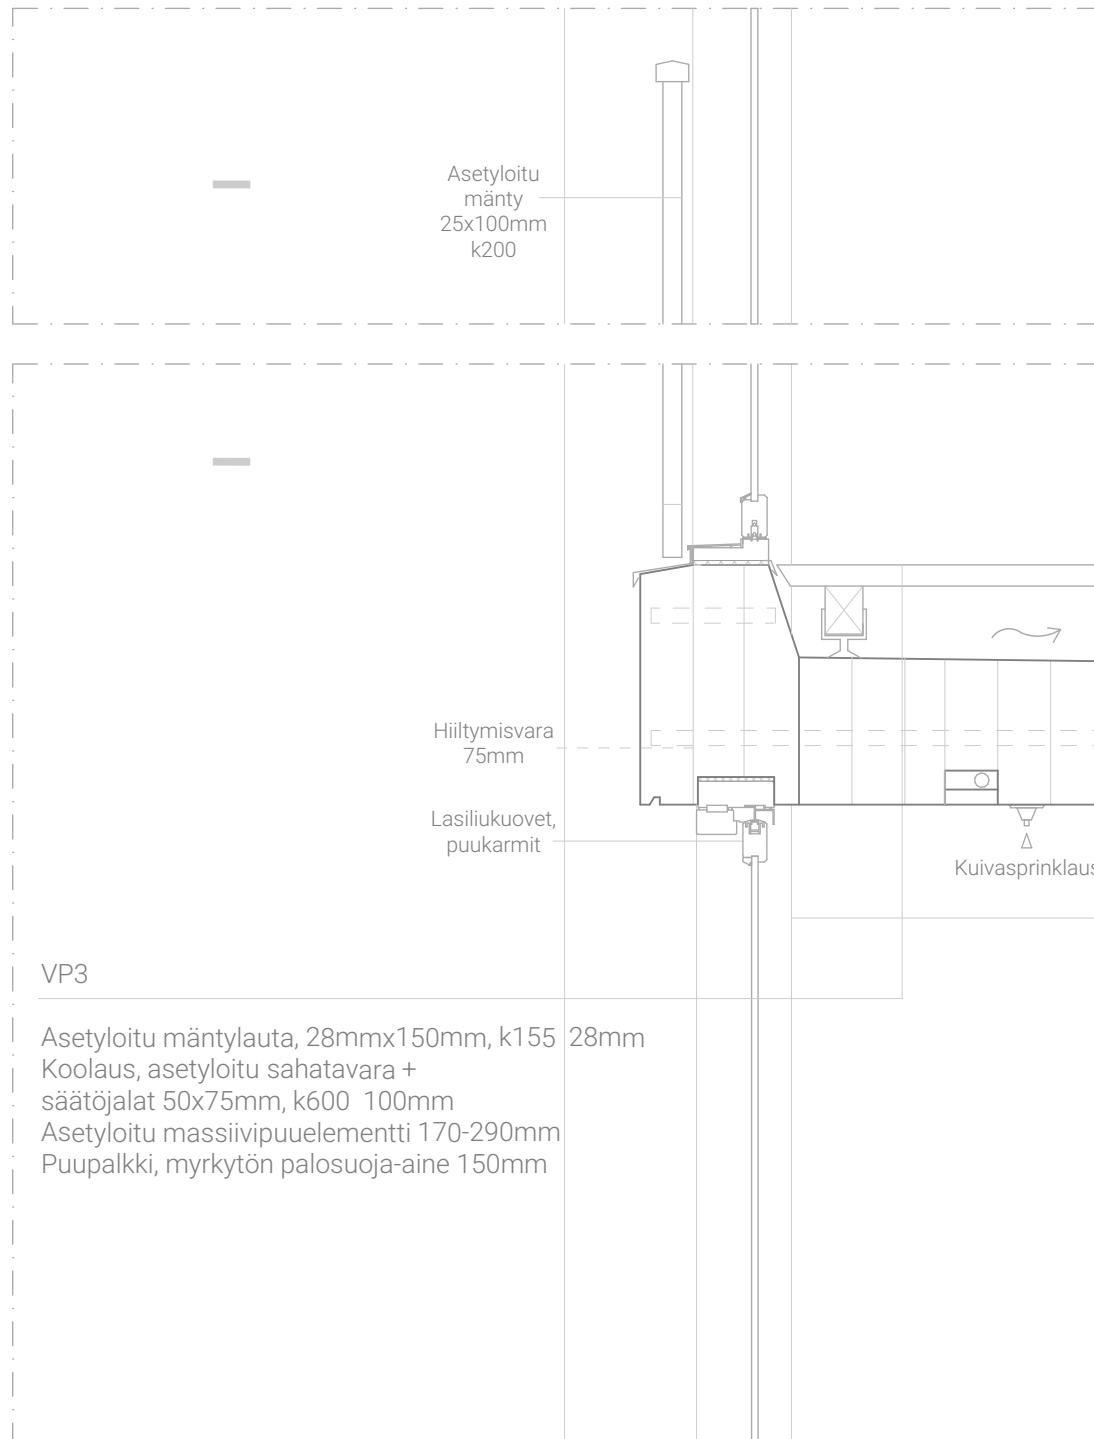 Asetyloitu
mänty
25x100mm
k200
Hiiltymisvara
75mm
Lasiliukuovet,
puukarmit
Kuivasprinklaus
VP3
Asetyloitu mäntylauta, 28mmx150mm, k155 28mm
Koolaus, asetyloitu sahatavara +
säätöjalat 50x75mm, k600 100mm
Asetyloitu massiivipuuelementti 170-290mm
Puupalkki, myrkytön palosuoja-aine 150mm